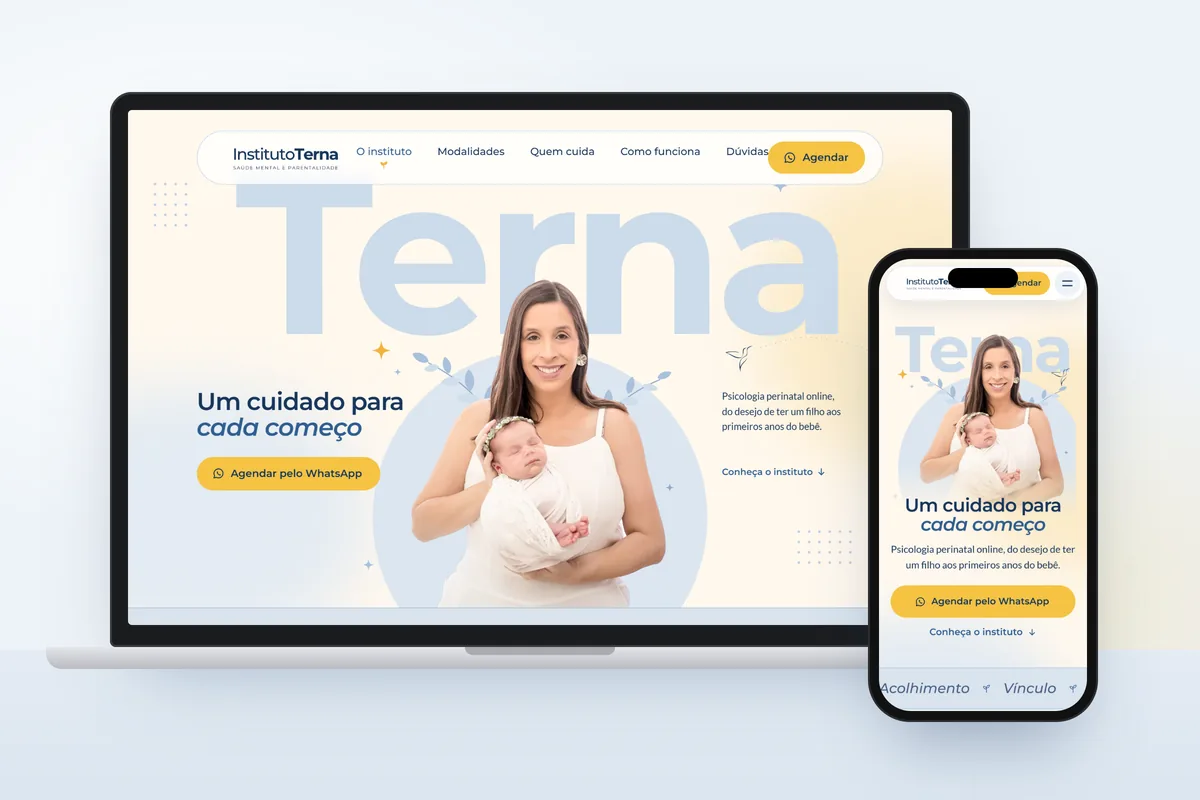 InstitutoTerna
SAÚDE MENTAL E PARENTALIDADE
O instituto
Modalidades
Quem cuida
Como funciona
Dúvidas
Agendar
Terna
Um cuidado para
cada começo
Agendar pelo WhatsApp
Psicologia perinatal online,
do desejo de ter um filho aos
primeiros anos do bebê.
Conheça o instituto ↓
Terna
Um cuidado para
cada começo
Psicologia perinatal online, do desejo de ter
um filho aos primeiros anos do bebê.
Agendar pelo WhatsApp
Conheça o instituto ↓
Acolhimento
Vínculo